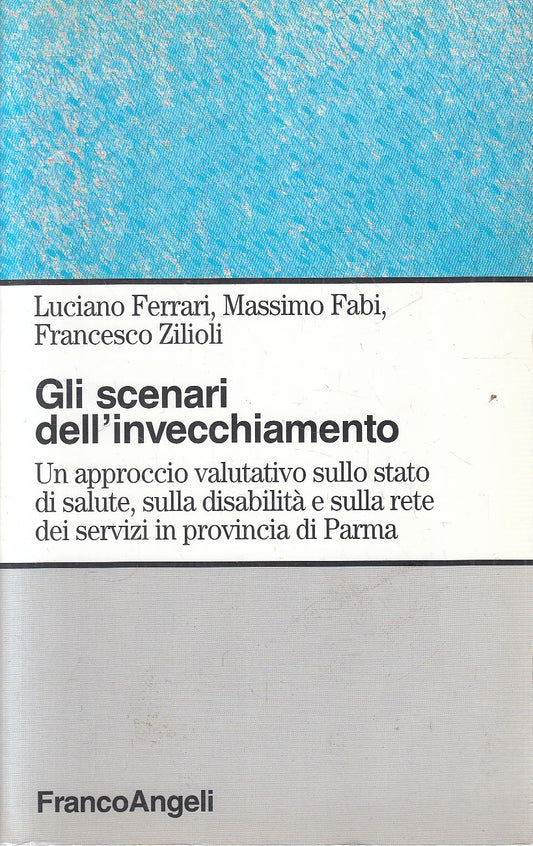 Luciano Ferrari, Massimo Fabi,
Francesco Zilioli
Gli scenari
dell'invecchiamento
Un approccio valutativo sullo stato
di salute, sulla disabilità e sulla rete
dei servizi in provincia di Parma
FrancoAngeli